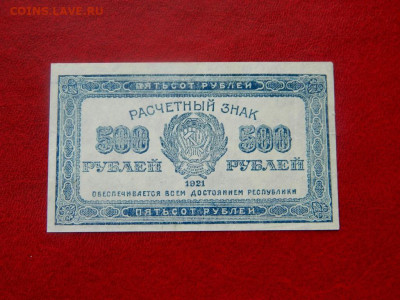 COINS.LAVE.RU
ПЯТЬСОТ РУБЛЕЙ
РАСЧЕТНЫЙ ЗНАК
500 500
РУБЛЕЙ РУБЛЕЙ
1921
ОБЕСПЕЧИВАЕТСЯ ВСЕМ ДОСТОЯНИЕМ РЕСПУБЛИКИ
ПЯТЬСОТ РУБЛЕЙ